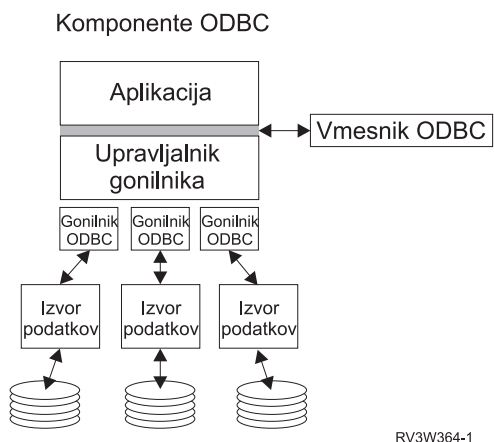 Komponente ODBC
Aplikacija
Vmesnik ODBC
Upravljalnik
gonilnika
Gonilnik
ODBC
Gonilnik
ODBC
Gonilnik
ODBC
Izvor
podatkov
Izvor
podatkov
Izvor
podatkov
RV3W364-1